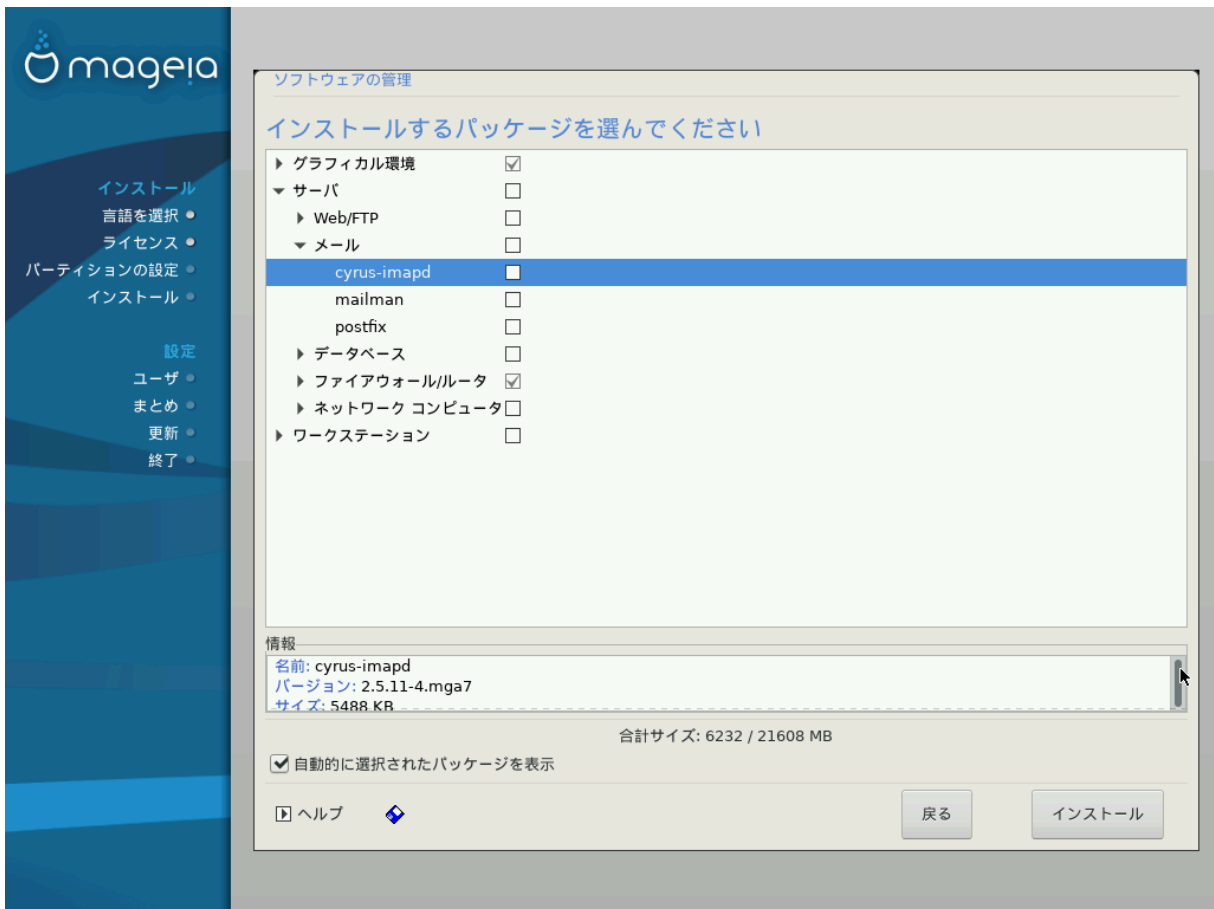 mageia
インストール
言語を選択
ライセンス
パーティションの設定
インストール
設定
ユーザ
まとめ
更新
終了
ソフトウェアの管理
インストールするパッケージを選んでください
グラフィカル環境
サーバ
Web/FTP
メール
cyrus-imapd
mailman
postfix
データベース
ファイアウォール/ルータ
ネットワーク コンピュータ
ワークステーション
情報
名前: cyrus-imapd
バージョン: 2.5.11-4.mga7
サイズ: 5488 KB
合計サイズ: 6232 / 21608 MB
自動的に選択されたパッケージを表示
ヘルプ
戻る
インストール